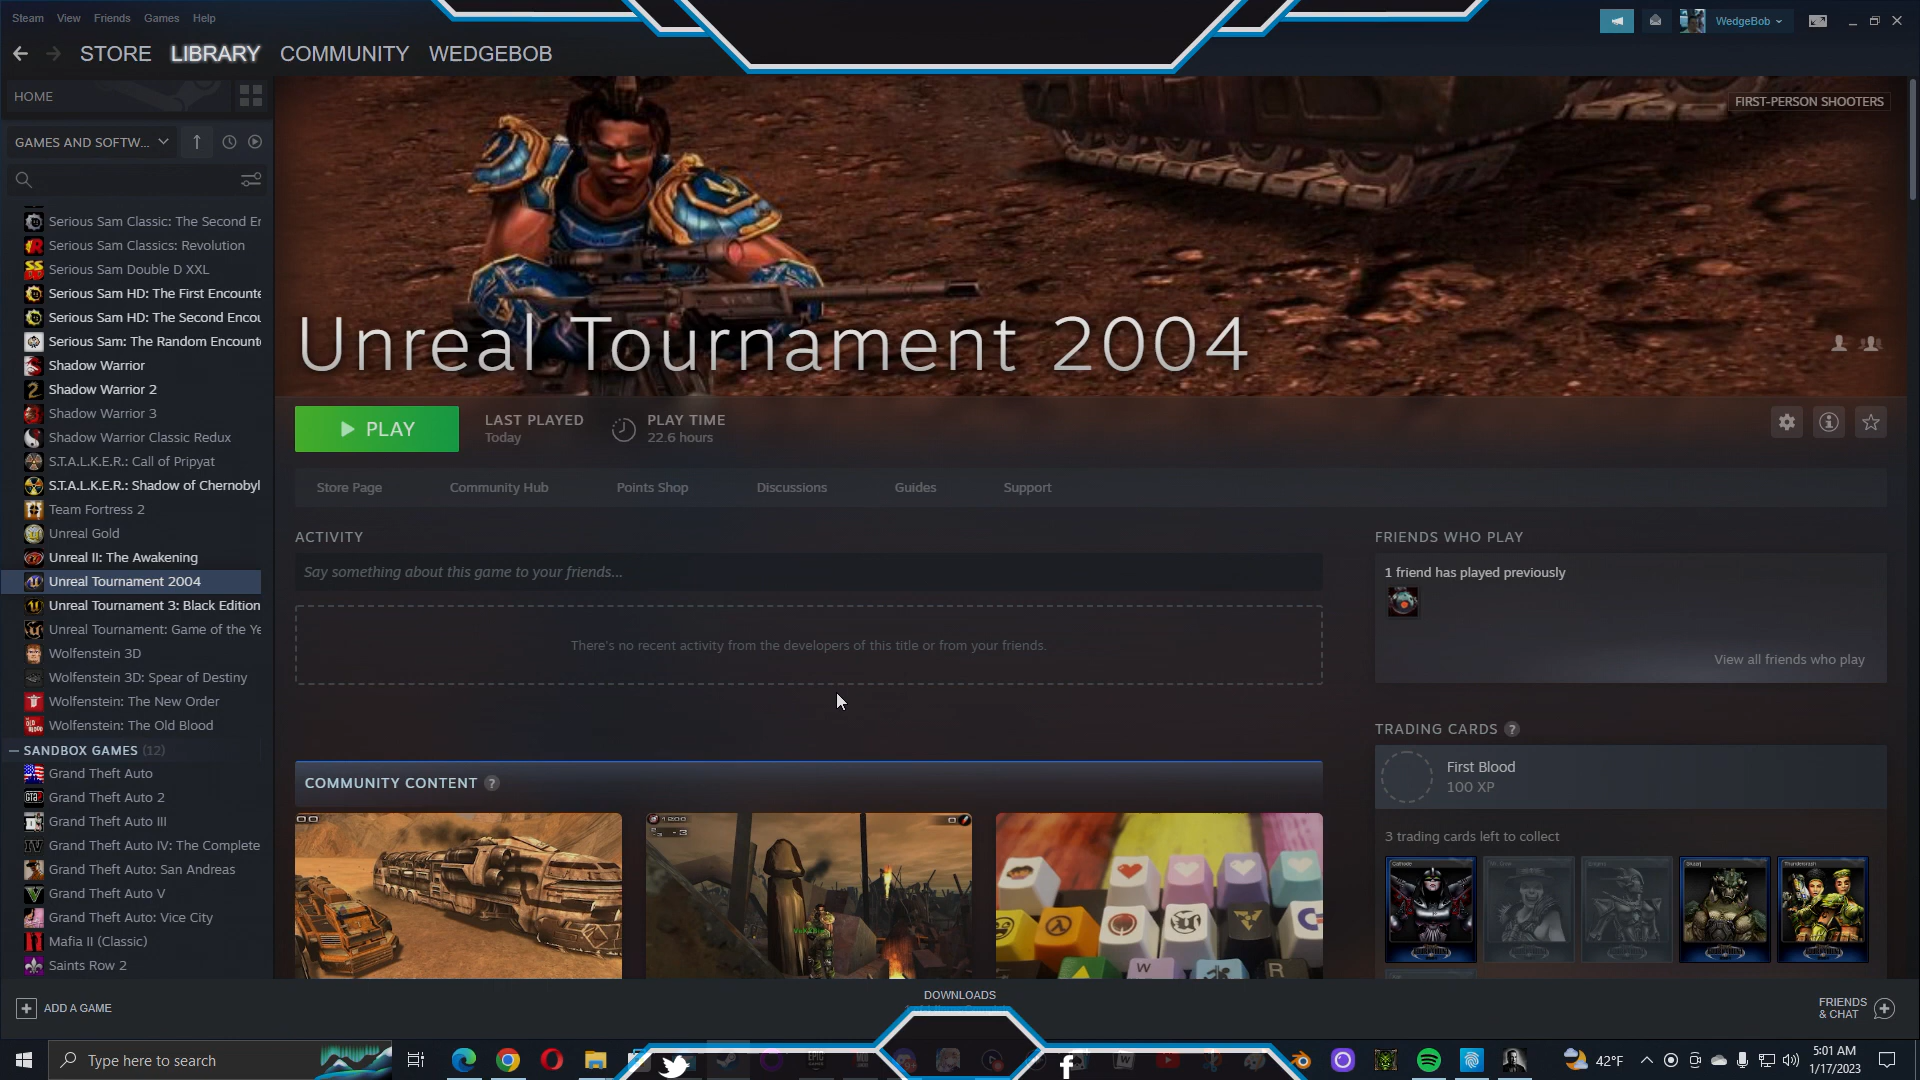 Steam View Friends Games Help
WedgeBob
STORE LIBRARY COMMUNITY WEDGEBOB
HOME
GAMES AND SOFTW...
Serious Sam Classic: The Second Er
Serious Sam Classics: Revolution
Serious Sam Double D XXL
Serious Sam HD: The First Encounte
Serious Sam HD: The Second Encou
Serious Sam: The Random Encounte
Shadow Warrior
Shadow Warrior 2
Shadow Warrior 3
Shadow Warrior Classic Redux
S.T.A.L.K.E.R.: Call of Pripyat
S.T.A.L.K.E.R.: Shadow of Chernobyl
Team Fortress 2
Unreal Gold
Unreal II: The Awakening
Unreal Tournament 2004
Unreal Tournament 3: Black Edition
Unreal Tournament: Game of the Ye
Wolfenstein 3D
Wolfenstein 3D: Spear of Destiny
Wolfenstein: The New Order
Wolfenstein: The Old Blood
SANDBOX GAMES (12)
Grand Theft Auto
Grand Theft Auto 2
Grand Theft Auto III
Grand Theft Auto IV: The Complete
Grand Theft Auto: San Andreas
Grand Theft Auto V
Grand Theft Auto: Vice City
Mafia II (Classic)
Saints Row 2
ADD A GAME
FIRST-PERSON SHOOTERS
Unreal Tournament 2004
PLAY
LAST PLAYED
Today
PLAY TIME
22.6 hours
Store Page Community Hub Points Shop Discussions Guides Support
ACTIVITY
Say something about this game to your friends...
There's no recent activity from the developers of this title or from your friends.
COMMUNITY CONTENT ?
FRIENDS WHO PLAY
1 friend has played previously
View all friends who play
TRADING CARDS ?
First Blood
100 XP
3 trading cards left to collect
DOWNLOADS
FRIENDS
& CHAT
Type here to search
42°F
5:01 AM
1/17/2023